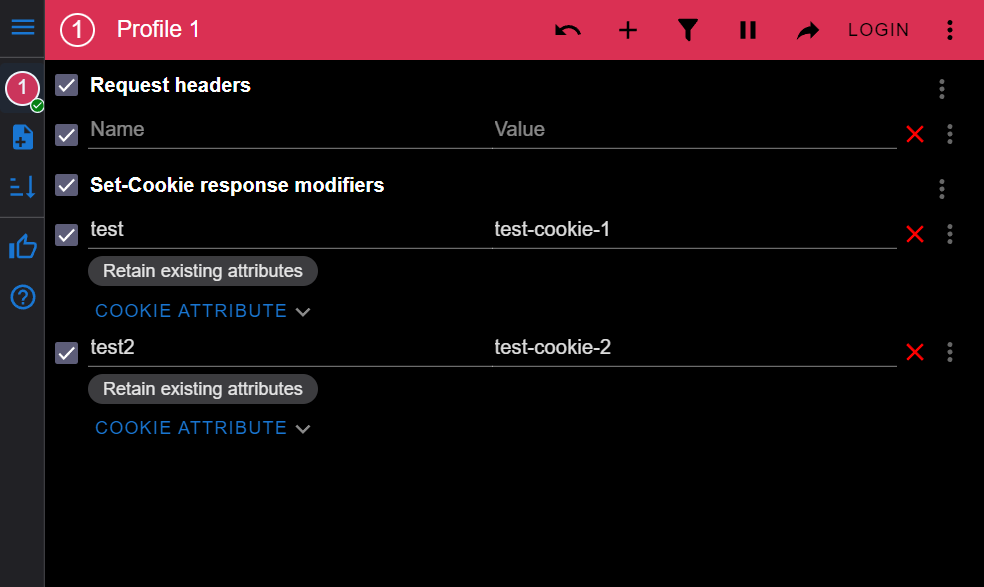 1 Profile 1 LOGIN
1
Request headers
Name Value
Set-Cookie response modifiers
test test-cookie-1
Retain existing attributes
COOKIE ATTRIBUTE
test2 test-cookie-2
Retain existing attributes
COOKIE ATTRIBUTE